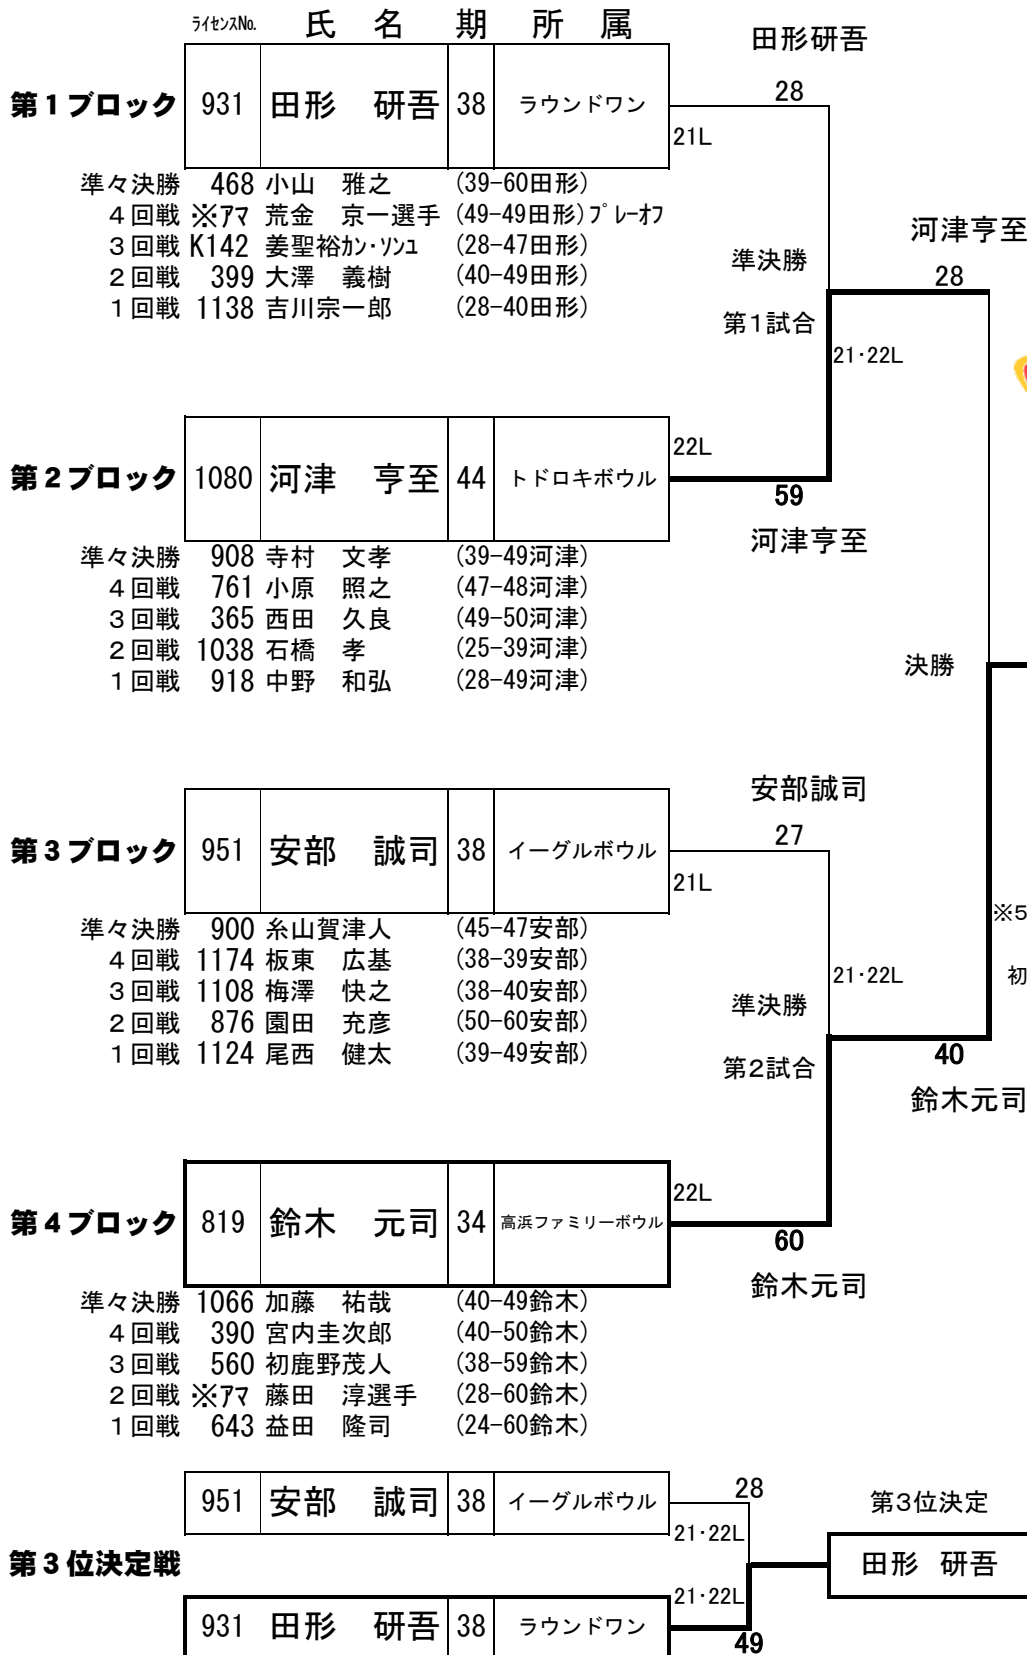 ライセンスNo. 氏 名 期 所 属
田形研吾
第1ブロック 931 田形 研吾 38 ラウンドワン
28
21L
準々決勝 468 小山 雅之 (39-60田形)
4回戦 ※アマ 荒金 京一選手 (49-49田形)プレーオフ
3回戦 K142 姜聖裕カン・ソンユ (28-47田形)
2回戦 399 大澤 義樹 (40-49田形)
1回戦 1138 吉川宗一郎 (28-40田形)
河津亨至
28
準決勝
第1試合
21・22L
第2ブロック 1080 河津 亨至 44 トドロキボウル
22L
59
河津亨至
準々決勝 908 寺村 文孝 (39-49河津)
4回戦 761 小原 照之 (47-48河津)
3回戦 365 西田 久良 (49-50河津)
2回戦 1038 石橋 孝 (25-39河津)
1回戦 918 中野 和弘 (28-49河津)
決勝
安部誠司
第3ブロック 951 安部 誠司 38 イーグルボウル
27
21L
準々決勝 900 糸山賀津人 (45-47安部)
4回戦 1174 板東 広基 (38-39安部)
3回戦 1108 梅澤 快之 (38-40安部)
2回戦 876 園田 充彦 (50-60安部)
1回戦 1124 尾西 健太 (39-49安部)
※5
初
21・22L
準決勝
第2試合
40
鈴木元司
第4ブロック 819 鈴木 元司 34 高浜ファミリーボウル
22L
60
鈴木元司
準々決勝 1066 加藤 祐哉 (40-49鈴木)
4回戦 390 宮内圭次郎 (40-50鈴木)
3回戦 560 初鹿野茂人 (38-59鈴木)
2回戦 ※アマ 藤田 淳選手 (28-60鈴木)
1回戦 643 益田 隆司 (24-60鈴木)
951 安部 誠司 38 イーグルボウル
28
21・22L
第3位決定
第3位決定戦
田形 研吾
21・22L
931 田形 研吾 38 ラウンドワン
49